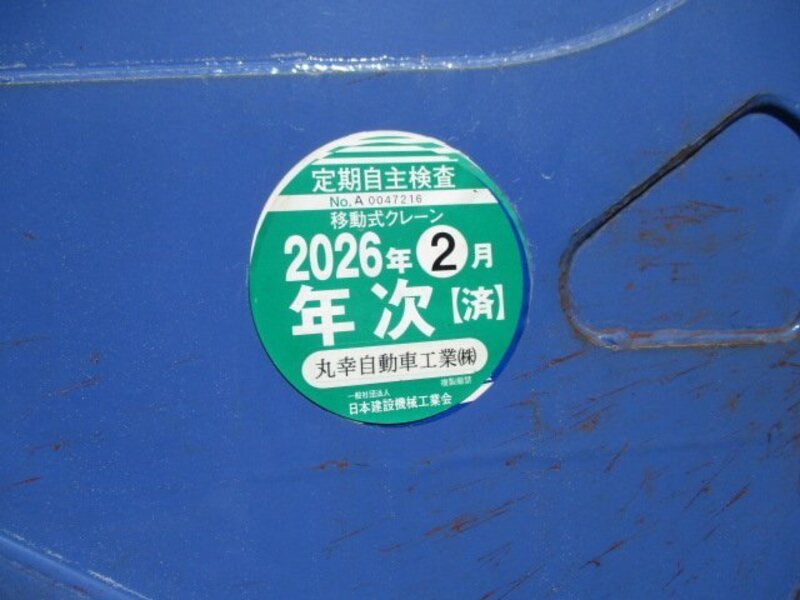 定期自主検査
No. A 0047216
移動式クレーン
2026年 2 月
年次【済】
丸幸自動車工業㈱
複製厳禁
一般社団法人
日本建設機械工業会